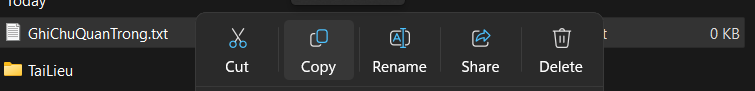 Today
GhiChuQuanTrong.txt
0 KB
Cut
Copy
Rename
Share
Delete
TaiLieu